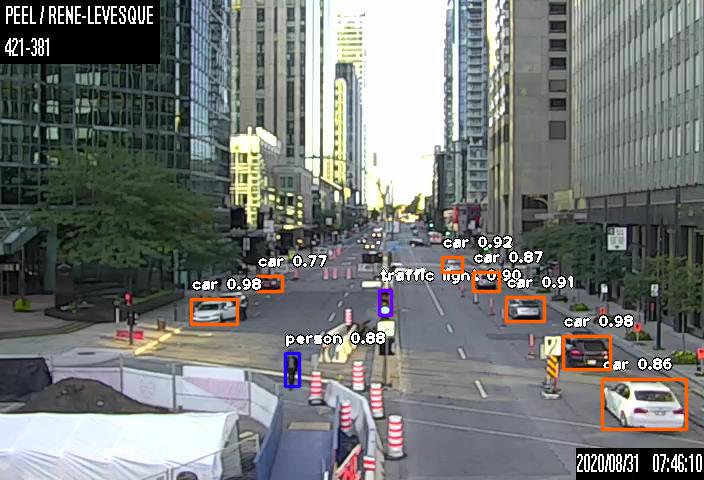 PEEL / RENE-LEVESQUE
421-381
car 0.92
car 0.87
car 0.77
traffic light 0.90
car 0.98
car 0.91
car 0.98
person 0.88
car 0.86
2020/08/31 07:46:10